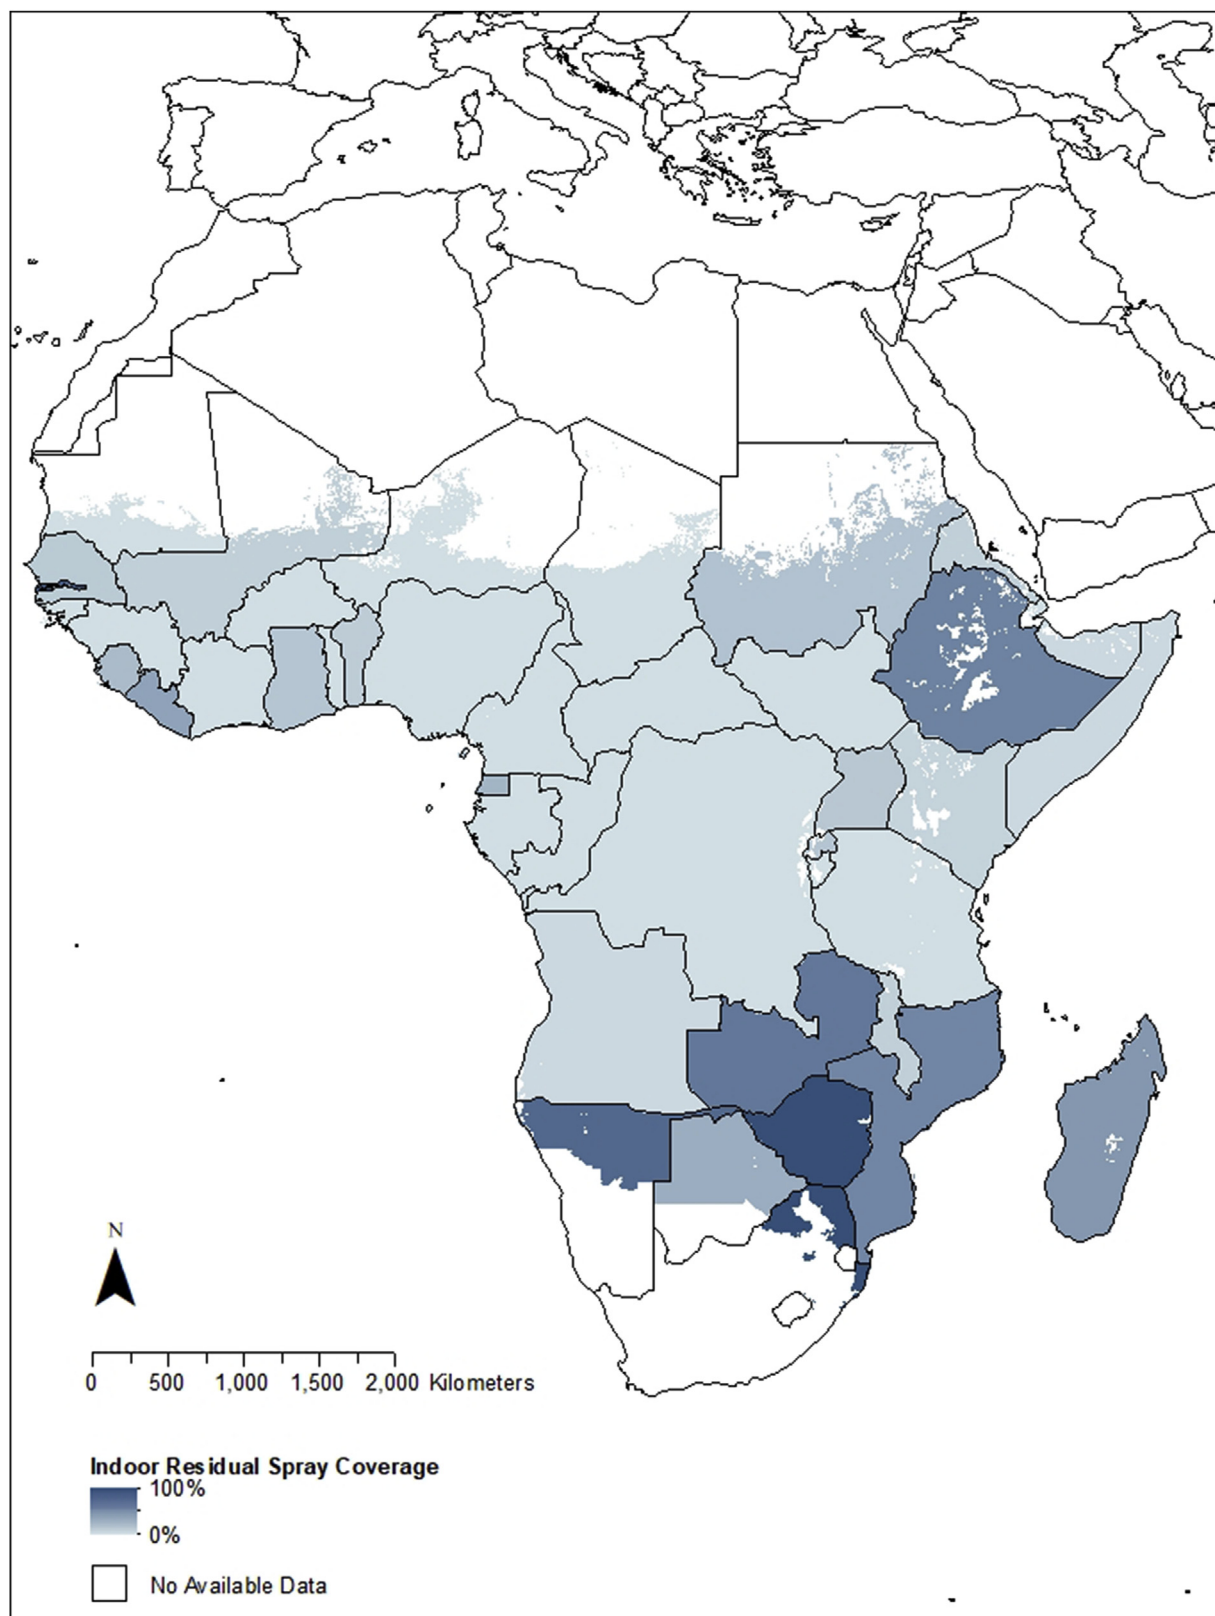 N
0 500 1,000 1,500 2,000 Kilometers
Indoor Residual Spray Coverage
100%
0%
No Available Data